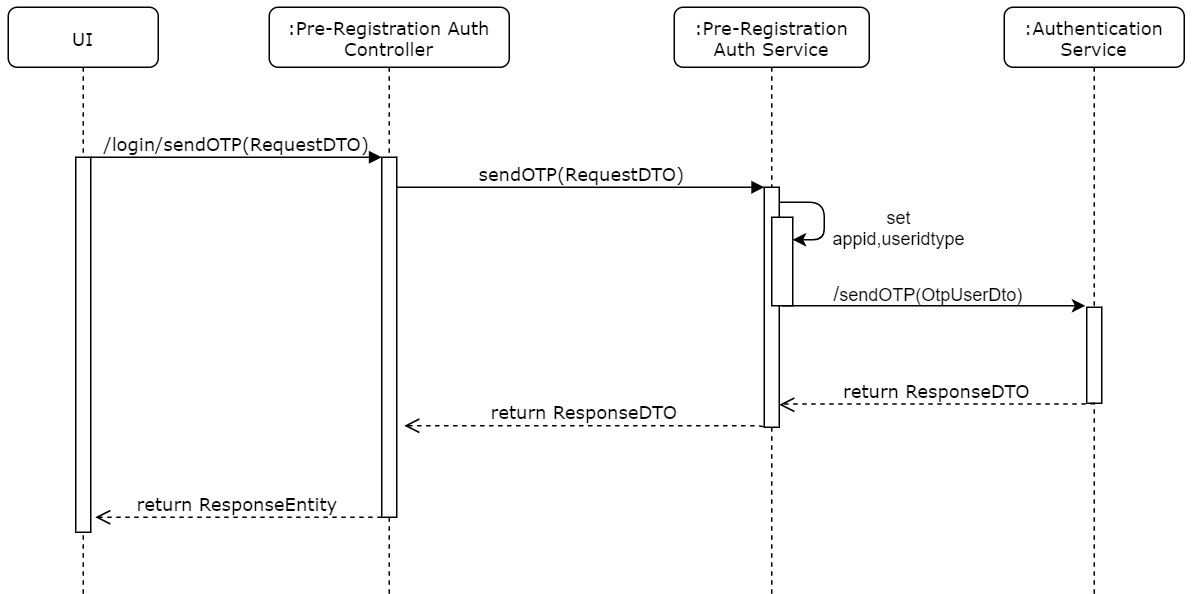 UI
:Pre-Registration Auth
Controller
:Pre-Registration
Auth Service
:Authentication
Service
/login/sendOTP(RequestDTO)
sendOTP(RequestDTO)
set
appid,useridtype
/sendOTP(OtpUserDto)
return ResponseDTO
return ResponseDTO
return ResponseEntity